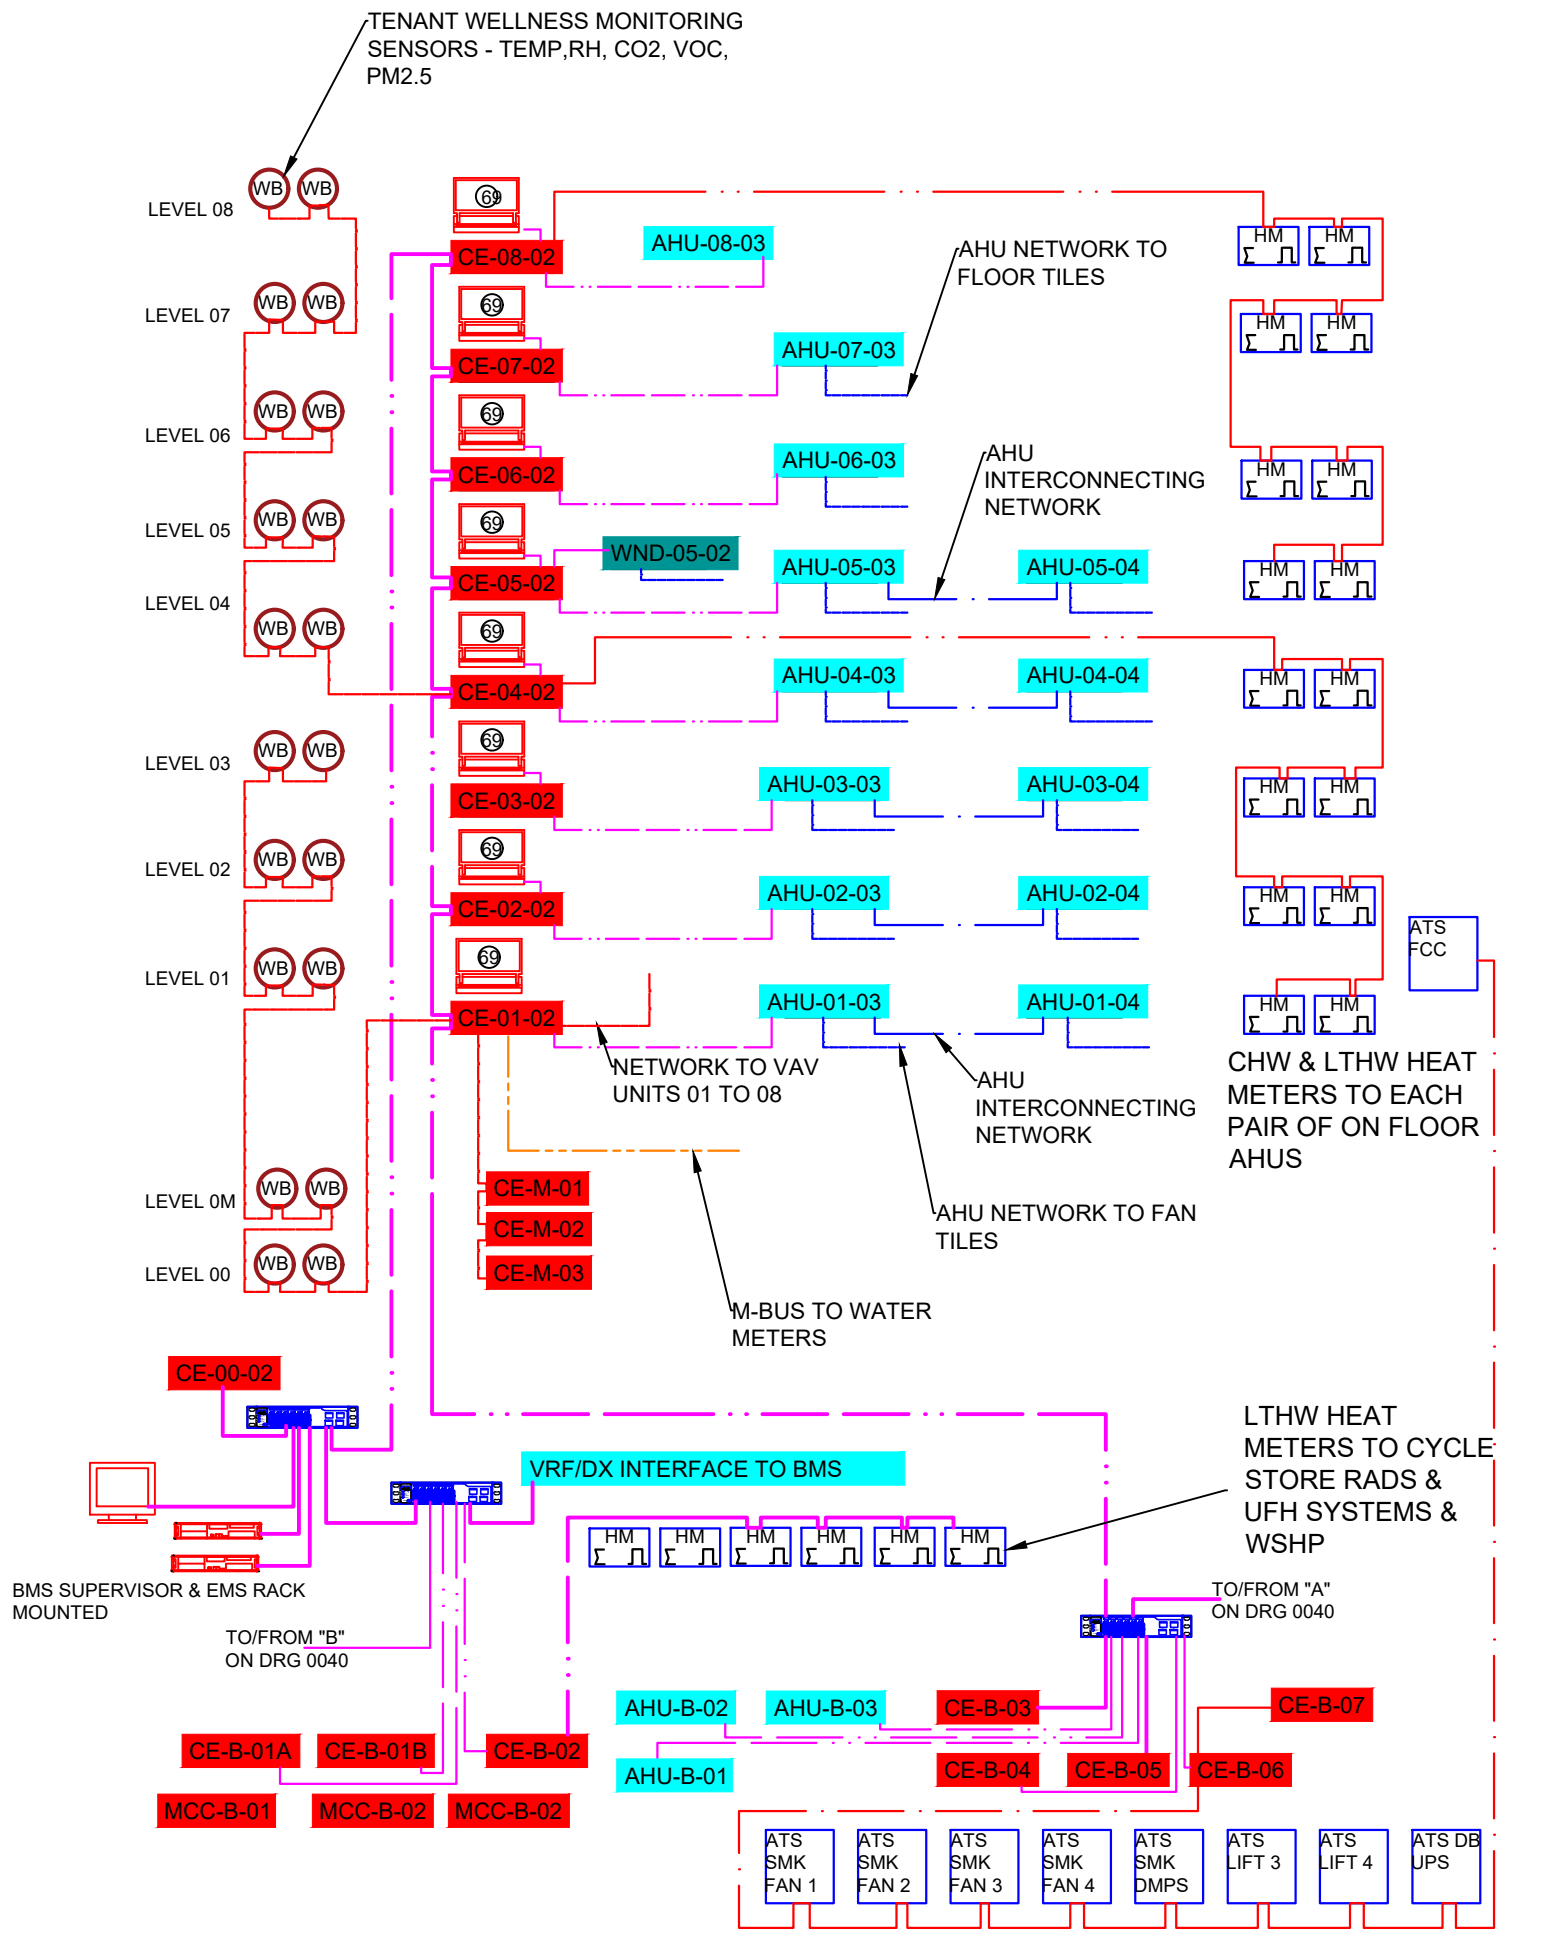 TENANT WELLNESS MONITORING
SENSORS - TEMP,RH, CO2, VOC,
PM2.5
WB WB
LEVEL 08
69
CE-08-02
AHU-08-03
AHU NETWORK TO
FLOOR TILES
HM HM
WB WB
LEVEL 07
69
CE-07-02
AHU-07-03
HM HM
WB WB
LEVEL 06
69
CE-06-02
AHU-06-03
AHU
INTERCONNECTING
NETWORK
HM HM
WB WB
LEVEL 05
69
CE-05-02
WND-05-02
AHU-05-03
AHU-05-04
HM HM
LEVEL 04
WB WB
69
CE-04-02
AHU-04-03
AHU-04-04
HM HM
WB WB
LEVEL 03
69
CE-03-02
AHU-03-03
AHU-03-04
HM HM
WB WB
LEVEL 02
69
CE-02-02
AHU-02-03
AHU-02-04
HM HM
ATS
FCC
WB WB
LEVEL 01
69
CE-01-02
AHU-01-03
AHU-01-04
HM HM
NETWORK TO VAV
UNITS 01 TO 08
AHU
INTERCONNECTING
NETWORK
CHW & LTHW HEAT
METERS TO EACH
PAIR OF ON FLOOR
AHUS
WB WB
LEVEL 0M
CE-M-01
CE-M-02
CE-M-03
AHU NETWORK TO FAN
TILES
WB WB
LEVEL 00
M-BUS TO WATER
METERS
CE-00-02
VRF/DX INTERFACE TO BMS
LTHW HEAT
METERS TO CYCLE
STORE RADS &
UFH SYSTEMS &
WSHP
HM HM HM HM HM HM
BMS SUPERVISOR & EMS RACK
MOUNTED
TO/FROM "B"
ON DRG 0040
TO/FROM "A"
ON DRG 0040
AHU-B-02
AHU-B-03
CE-B-03
CE-B-07
CE-B-01A
CE-B-01B
CE-B-02
AHU-B-01
CE-B-04
CE-B-05
CE-B-06
MCC-B-01
MCC-B-02
MCC-B-02
ATS
SMK
FAN 1
ATS
SMK
FAN 2
ATS
SMK
FAN 3
ATS
SMK
FAN 4
ATS
SMK
DMPS
ATS
LIFT 3
ATS
LIFT 4
ATS DB
UPS